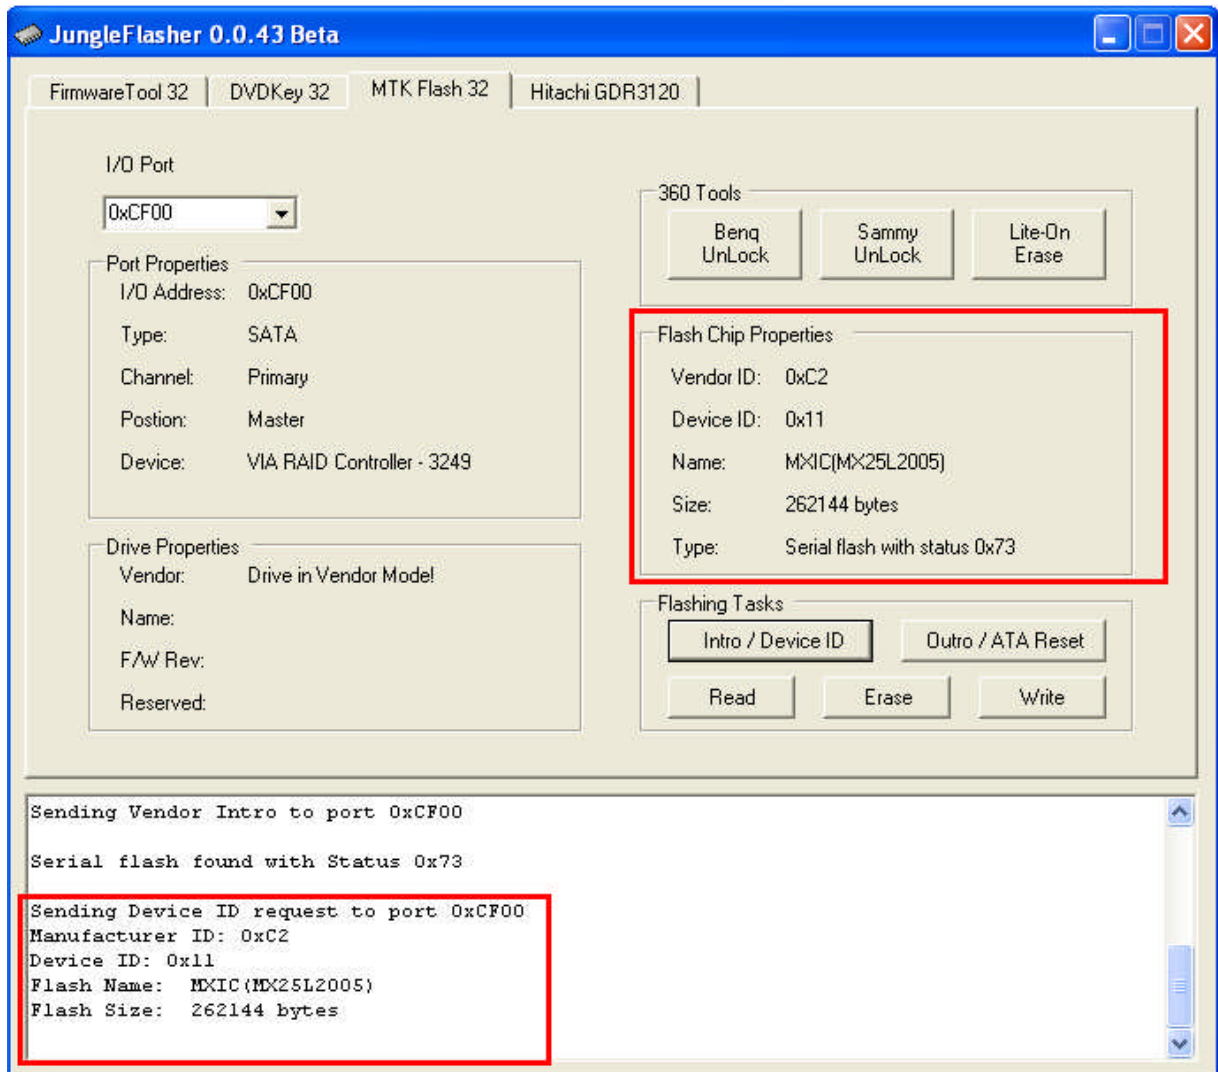 JungleFlasher 0.0.43 Beta
FirmwareTool 32
DVDKey 32
MTK Flash 32
Hitachi GDR3120
I/O Port
0xCF00
Port Properties
I/O Address: 0xCF00
Type: SATA
Channel: Primary
Postion: Master
Device: VIA RAID Controller - 3249
Drive Properties
Vendor: Drive in Vendor Mode!
Name:
F/W Rev:
Reserved:
360 Tools
Benq
UnLock
Sammy
UnLock
Lite-On
Erase
Flash Chip Properties
Vendor ID: 0xC2
Device ID: 0x11
Name: MXIC(MX25L2005)
Size: 262144 bytes
Type: Serial flash with status 0x73
Flashing Tasks
Intro / Device ID
Outro / ATA Reset
Read
Erase
Write
Sending Vendor Intro to port 0xCF00
Serial flash found with Status 0x73
Sending Device ID request to port 0xCF00
Manufacturer ID: 0xC2
Device ID: 0x11
Flash Name: MXIC(MX25L2005)
Flash Size: 262144 bytes